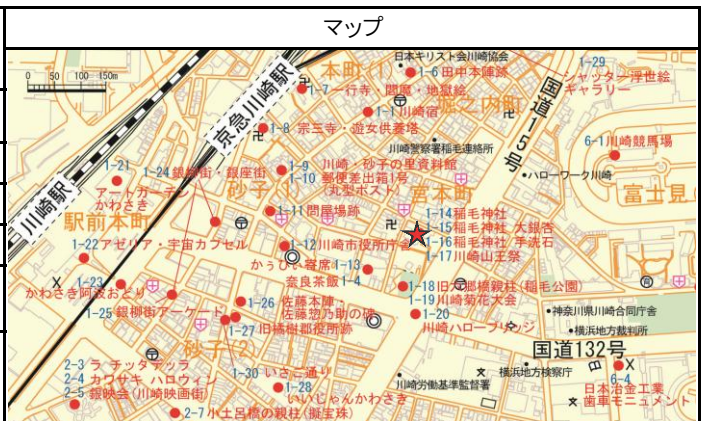 マップ
0 50 100 150m
日本キリスト会川崎協会
本町(1)
1-6 田中本陣跡
1-29
シャッター浮世絵
ギャラリー
京急川崎駅
1-7 一行寺・閻魔・地獄絵
堀之内町
国道15号
1-1 川崎宿
1-8 宗三寺・遊女供養塔
川崎警察署稲毛連絡所
6-1 川崎競馬場
1-21
アートガーデン
かわさき
1-24 銀柳街・銀座街
1-9 川崎・砂子の里資料館
1-10 郵便差出箱1号
(丸型ポスト)
ハローワーク川崎
川崎駅
駅前本町
砂子(1)
宮本町
富士見
1-11 問屋場跡
1-14 稲毛神社
1-15 稲毛神社 大銀杏
1-16 稲毛神社 手洗石
1-17 川崎山王祭
1-22 アゼリア・宇宙カプセル
1-12 川崎市役所庁舎
かぅひぃ寄席 1-13
奈良茶飯 1-4
1-18 旧六郷橋親柱(稲毛公園)
1-19 川崎菊花大会
1-20
川崎ハローブリッジ
1-23
かわさき阿波おどり
1-25 銀柳街アーケード
1-26 佐藤本陣・
佐藤惣乃助の碑
1-27 旧橘樹郡役所跡
神奈川県川崎合同庁舎
横浜地方裁判所
国道132号
砂子(2)
2-3 ラ チッタデッラ
2-4 カワサキ ハロウィン
2-5 銀映会(川崎映画街)
1-30 いさご通り
1-28
いいじゃんかわさき
川崎労働基準監督署
横浜地方検察庁
6-4
日本冶金工業
歯車モニュメント
2-7 小土呂橋の親柱(擬宝珠)